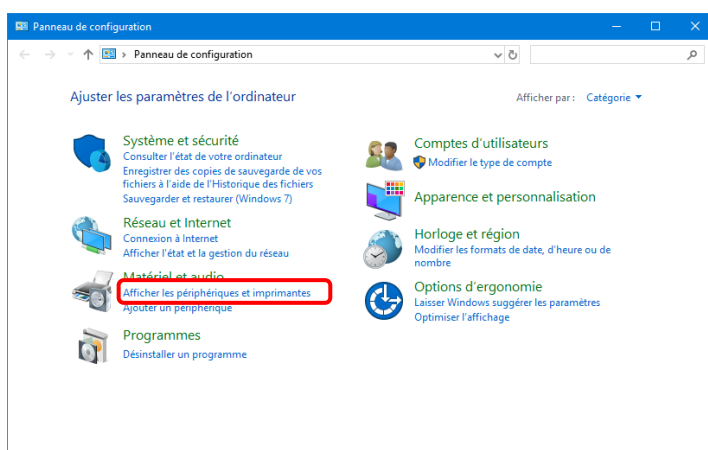 Panneau de configuration
Panneau de configuration
Ajuster les paramètres de l'ordinateur
Afficher par : Catégorie
Système et sécurité
Consulter l'état de votre ordinateur
Enregistrer des copies de sauvegarde de vos
fichiers à l'aide de l'Historique des fichiers
Sauvegarder et restaurer (Windows 7)
Réseau et Internet
Connexion à Internet
Afficher l'état et la gestion du réseau
Matériel et audio
Afficher les périphériques et imprimantes
Ajouter un périphérique
Programmes
Désinstaller un programme
Comptes d'utilisateurs
Modifier le type de compte
Apparence et personnalisation
Horloge et région
Modifier les formats de date, d'heure ou de
nombre
Options d'ergonomie
Laisser Windows suggérer les paramètres
Optimiser l'affichage